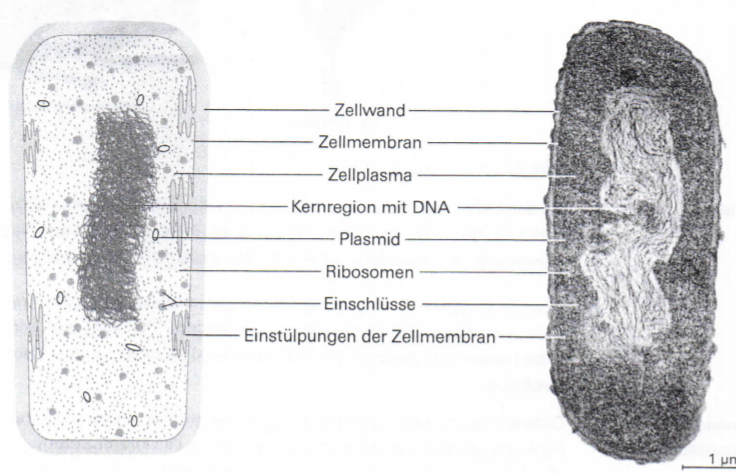 Zellwand
Zellmembran
Zellplasma
Kernregion mit DNA
Plasmid
Ribosomen
Einschlüsse
Einstülpungen der Zellmembran